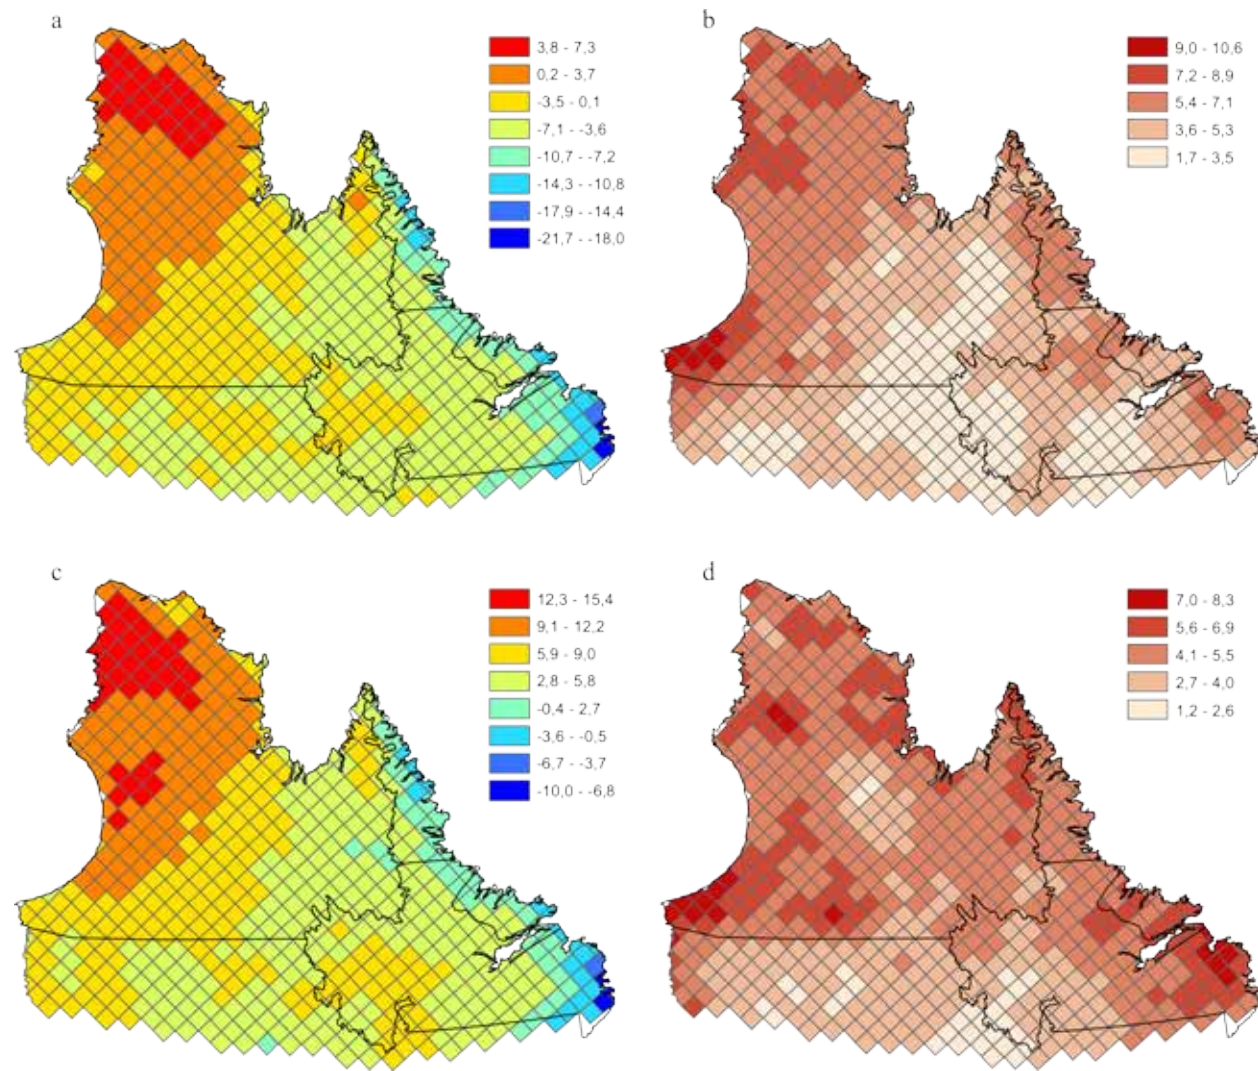 a
3,8 - 7,3
0,2 - 3,7
-3,5 - 0,1
-7,1 - -3,6
-10,7 - -7,2
-14,3 - -10,8
-17,9 - -14,4
-21,7 - -18,0
b
9,0 - 10,6
7,2 - 8,9
5,4 - 7,1
3,6 - 5,3
1,7 - 3,5
c
12,3 - 15,4
9,1 - 12,2
5,9 - 9,0
2,8 - 5,8
-0,4 - 2,7
-3,6 - -0,5
-6,7 - -3,7
-10,0 - -6,8
d
7,0 - 8,3
5,6 - 6,9
4,1 - 5,5
2,7 - 4,0
1,2 - 2,6